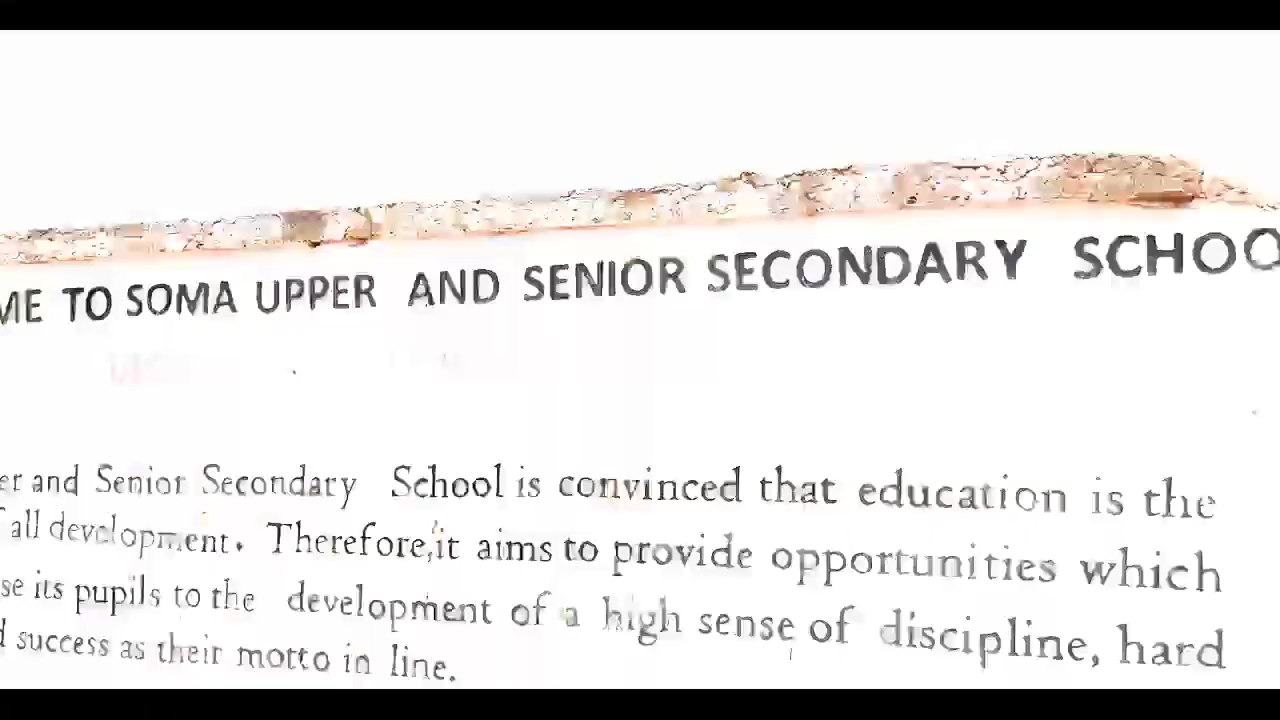 ME TO SOMA UPPER AND SENIOR SECONDARY SCHOO
er and Senior Secondary School is convinced that education is the
f all development. Therefore, it aims to provide opportunities which
se its pupils to the development of a high sense of discipline, hard
d success as their motto in line.